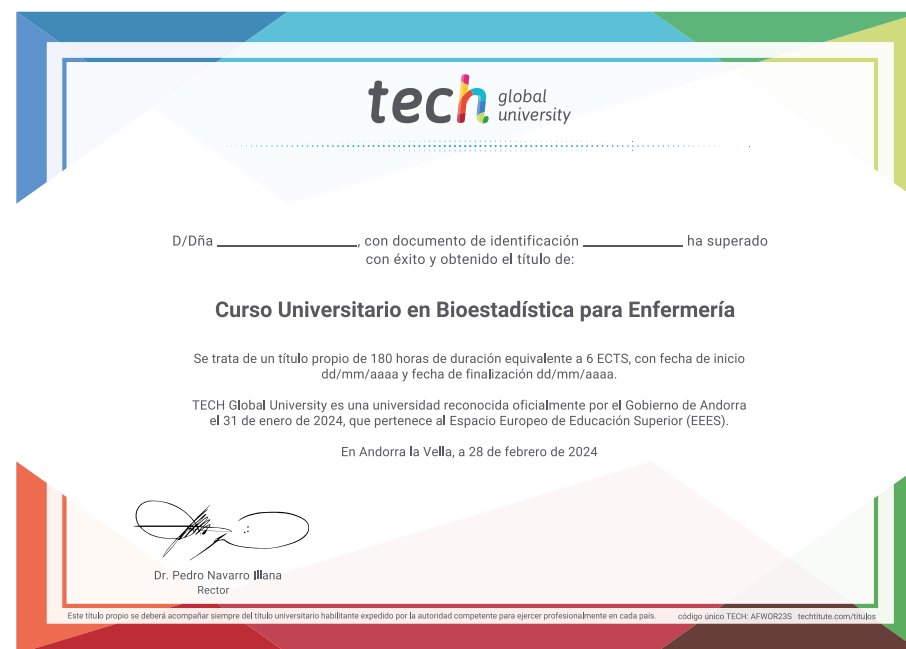 tech global university
D/Dña ____________, con documento de identificación ____________ ha superado
con éxito y obtenido el título de:
Curso Universitario en Bioestadística para Enfermería
Se trata de un título propio de 180 horas de duración equivalente a 6 ECTS, con fecha de inicio
dd/mm/aaaa y fecha de finalización dd/mm/aaaa.
TECH Global University es una universidad reconocida oficialmente por el Gobierno de Andorra
el 31 de enero de 2024, que pertenece al Espacio Europeo de Educación Superior (EEES).
En Andorra la Vella, a 28 de febrero de 2024
Dr. Pedro Navarro Illana
Rector
Este título propio se deberá acompañar siempre del título universitario habilitante expedido por la autoridad competente para ejercer profesionalmente en cada país. código único TECH: AFWOR23S techtitute.com/titulos